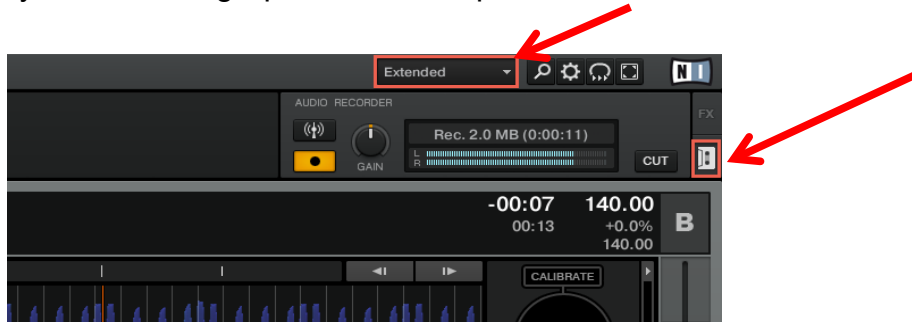 Extended
N I
AUDIO RECORDER
FX
Rec. 2.0 MB (0:00:11)
L
R
GAIN
CUT
-00:07 140.00
B
00:13 +0.0%
140.00
CALIBRATE